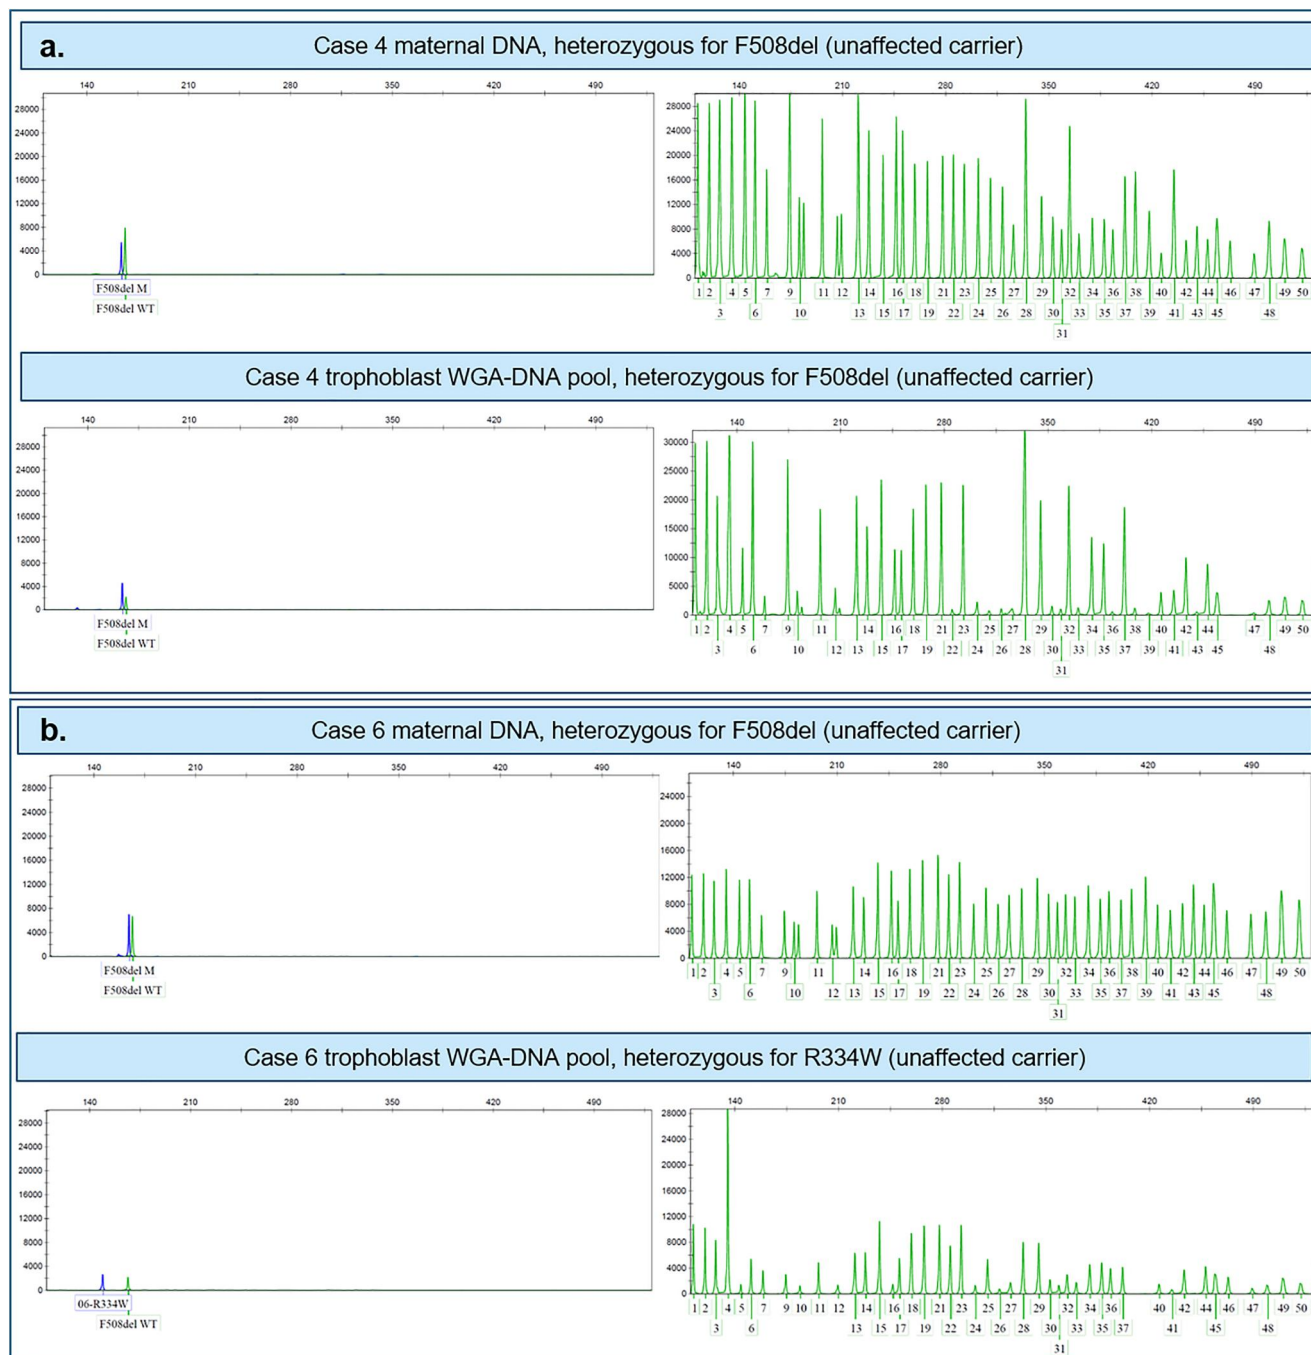 a.
Case 4 maternal DNA, heterozygous for F508del (unaffected carrier)
140 210 280 350 420 490
28000
24000
20000
16000
12000
8000
4000
0
F508del M
F508del WT
140 210 280 350 420 490
28000
24000
20000
16000
12000
8000
4000
0
1 2 4 5 7 9 11 12 14 16 18 21 23 25 27 29 32 34 36 38 40 42 44 46 47 49 50
3 6 10 13 15 17 19 22 24 26 28 30 33 35 37 39 41 43 45 48
31
Case 4 trophoblast WGA-DNA pool, heterozygous for F508del (unaffected carrier)
140 210 280 350 420 490
28000
24000
20000
16000
12000
8000
4000
0
F508del M
F508del WT
140 210 280 350 420 490
30000
25000
20000
15000
10000
5000
0
1 2 4 5 7 9 11 14 16 18 21 23 25 27 29 32 34 36 38 40 42 44 47 49 50
3 6 10 12 13 15 17 19 22 24 26 28 30 33 35 37 39 41 43 45 48
31
b.
Case 6 maternal DNA, heterozygous for F508del (unaffected carrier)
140 210 280 350 420 490
28000
24000
20000
16000
12000
8000
4000
0
F508del M
F508del WT
140 210 280 350 420 490
24000
20000
16000
12000
8000
4000
0
1 2 4 5 7 9 11 14 16 18 21 23 25 27 29 32 34 36 38 40 42 44 46 47 49 50
3 6 10 12 13 15 17 19 22 24 26 28 30 33 35 37 39 41 43 45 48
31
Case 6 trophoblast WGA-DNA pool, heterozygous for R334W (unaffected carrier)
140 210 280 350 420 490
28000
24000
20000
16000
12000
8000
4000
0
06-R334W
F508del WT
140 210 280 350 420 490
28000
24000
20000
16000
12000
8000
4000
0
1 2 4 5 7 9 10 11 12 14 16 18 21 23 25 27 29 32 34 36 40 42 44 46 47 49 50
3 6 13 15 17 19 22 24 26 28 30 33 35 37 41 45 48
31